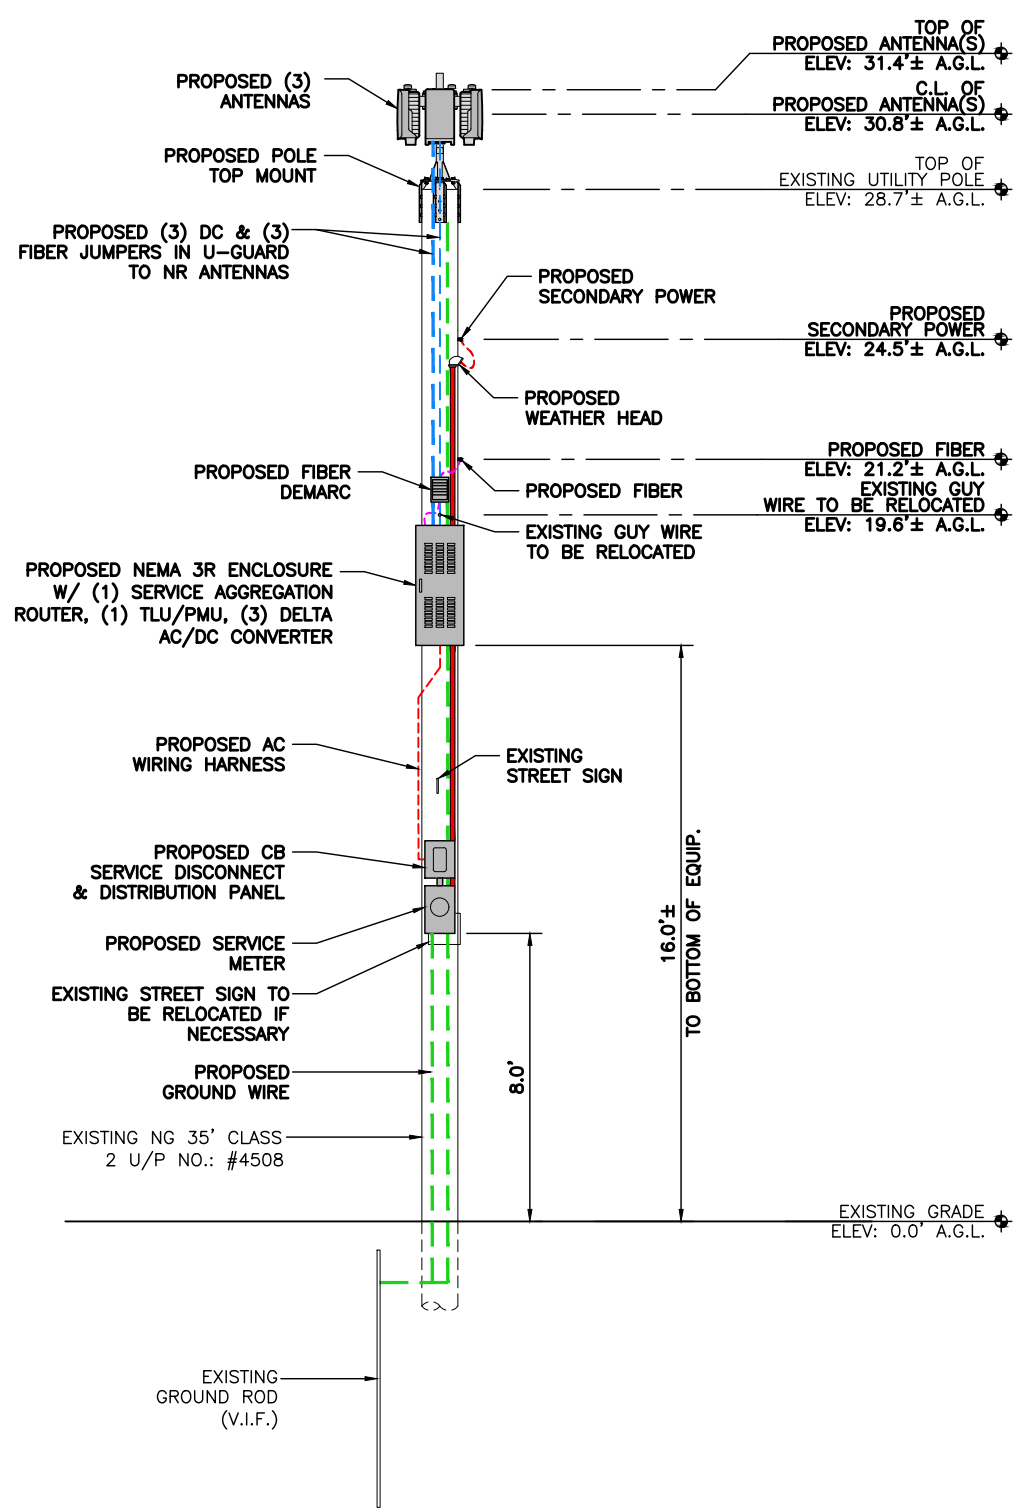 TOP OF
PROPOSED ANTENNA(S)
ELEV: 31.4'± A.G.L.
C.L. OF
PROPOSED ANTENNA(S)
ELEV: 30.8'± A.G.L.
PROPOSED (3)
ANTENNAS
PROPOSED POLE
TOP MOUNT
TOP OF
EXISTING UTILITY POLE
ELEV: 28.7'± A.G.L.
PROPOSED (3) DC & (3)
FIBER JUMPERS IN U-GUARD
TO NR ANTENNAS
PROPOSED
SECONDARY POWER
PROPOSED
SECONDARY POWER
ELEV: 24.5'± A.G.L.
PROPOSED
WEATHER HEAD
PROPOSED FIBER
DEMARC
PROPOSED FIBER
PROPOSED FIBER
ELEV: 21.2'± A.G.L.
EXISTING GUY
WIRE TO BE RELOCATED
ELEV: 19.6'± A.G.L.
EXISTING GUY WIRE
TO BE RELOCATED
PROPOSED NEMA 3R ENCLOSURE
W/ (1) SERVICE AGGREGATION
ROUTER, (1) TLU/PMU, (3) DELTA
AC/DC CONVERTER
PROPOSED AC
WIRING HARNESS
EXISTING
STREET SIGN
PROPOSED CB
SERVICE DISCONNECT
& DISTRIBUTION PANEL
16.0'±
TO BOTTOM OF EQUIP.
PROPOSED SERVICE
METER
EXISTING STREET SIGN TO
BE RELOCATED IF
NECESSARY
PROPOSED
GROUND WIRE
8.0'
EXISTING NG 35' CLASS
2 U/P NO.: #4508
EXISTING GRADE
ELEV: 0.0' A.G.L.
EXISTING
GROUND ROD
(V.I.F.)